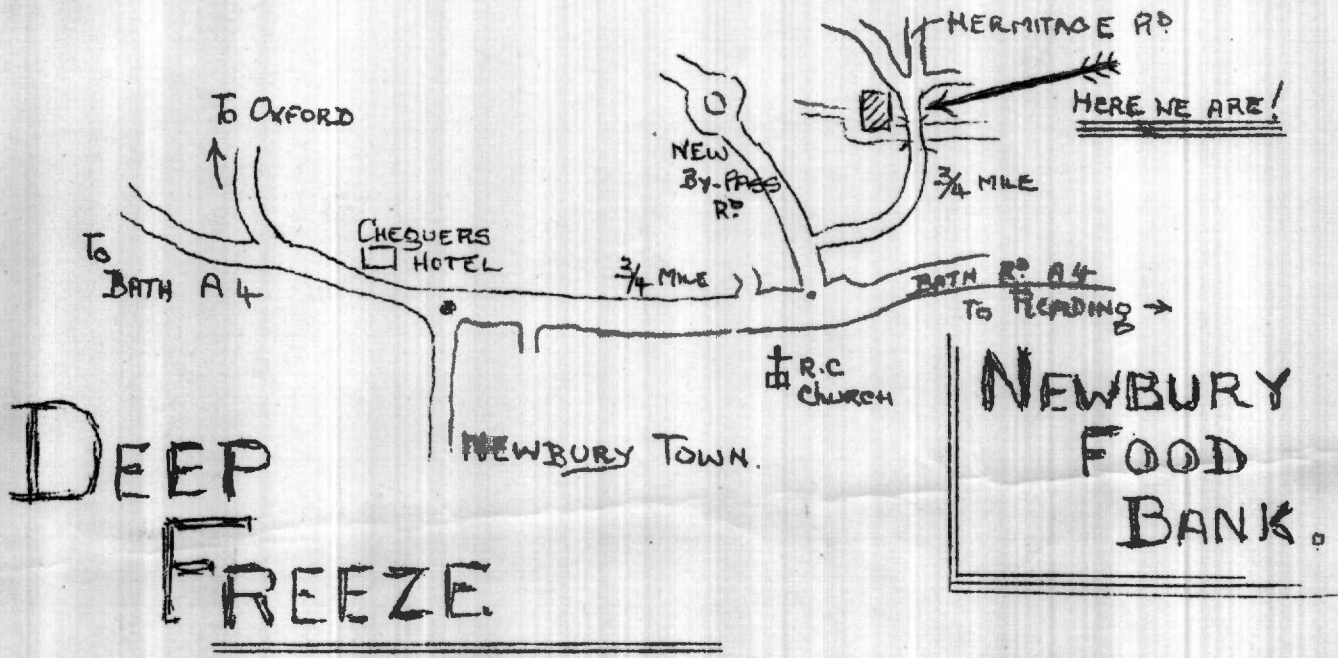 HERMITAGE RD
HERE WE ARE!
To OXFORD
NEW
BY-PASS
RD
3/4 MILE
CHEQUERS
HOTEL
To
BATH A 4
3/4 MILE
BATH RD A4
To READING →
R.C
CHURCH
NEWBURY TOWN.
DEEP
FREEZE
NEWBURY
FOOD
BANK.